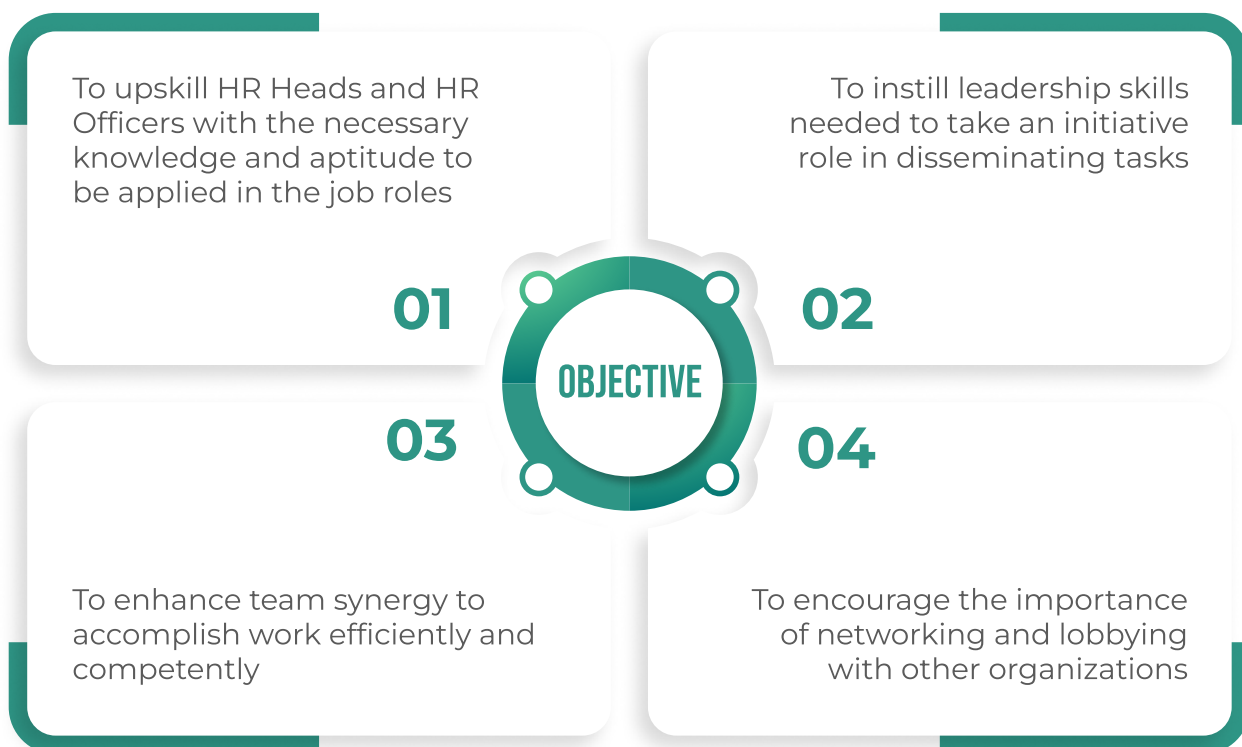 To upskill HR Heads and HR
Officers with the necessary
knowledge and aptitude to
be applied in the job roles
01
To instill leadership skills
needed to take an initiative
role in disseminating tasks
02
OBJECTIVE
03
To enhance team synergy to
accomplish work efficiently and
competently
04
To encourage the importance
of networking and lobbying
with other organizations